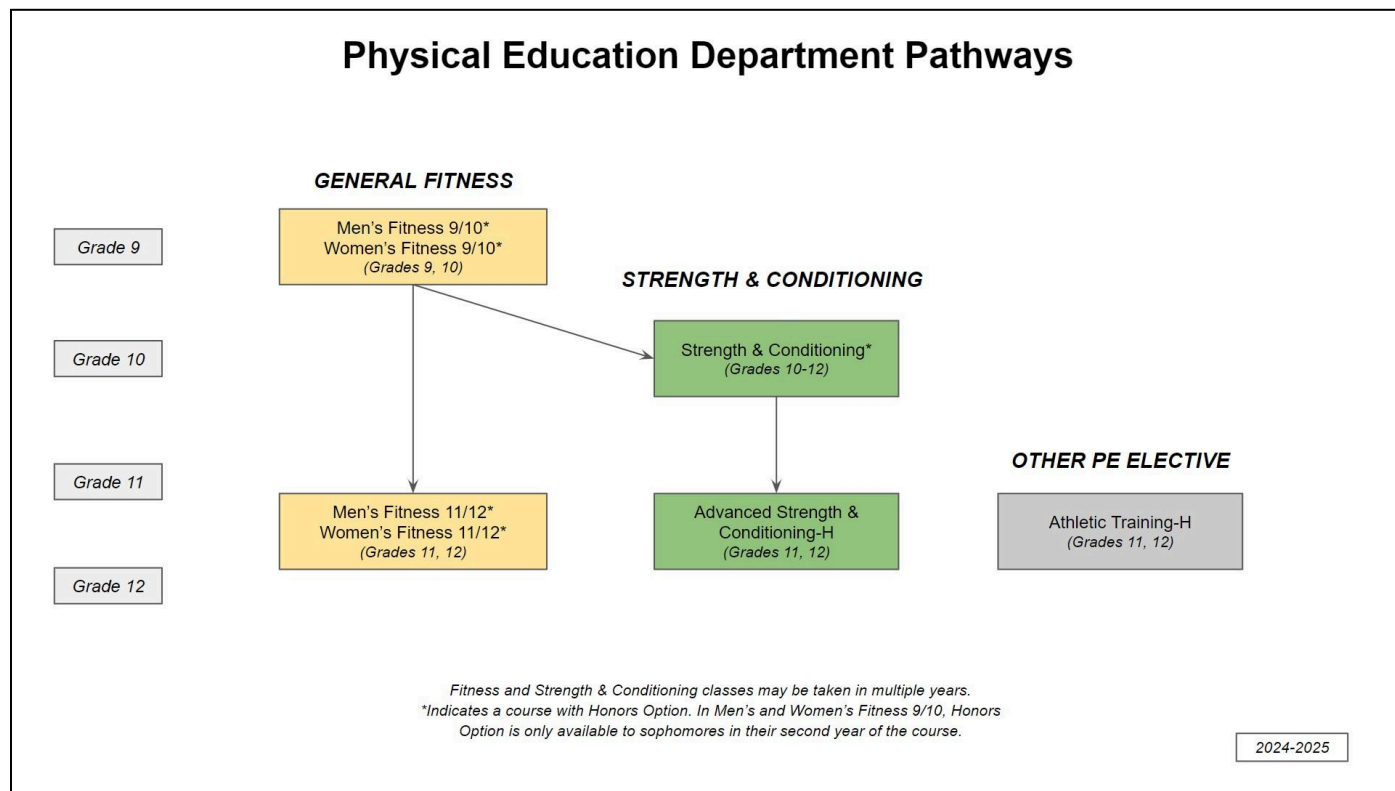 Physical Education Department Pathways
GENERAL FITNESS
Grade 9
Men’s Fitness 9/10*
Women’s Fitness 9/10*
(Grades 9, 10)
STRENGTH & CONDITIONING
Grade 10
Strength & Conditioning*
(Grades 10-12)
OTHER PE ELECTIVE
Grade 11
Men’s Fitness 11/12*
Women’s Fitness 11/12*
(Grades 11, 12)
Advanced Strength &
Conditioning-H
(Grades 11, 12)
Athletic Training-H
(Grades 11, 12)
Grade 12
Fitness and Strength & Conditioning classes may be taken in multiple years.
*Indicates a course with Honors Option. In Men’s and Women’s Fitness 9/10, Honors
Option is only available to sophomores in their second year of the course.
2024-2025